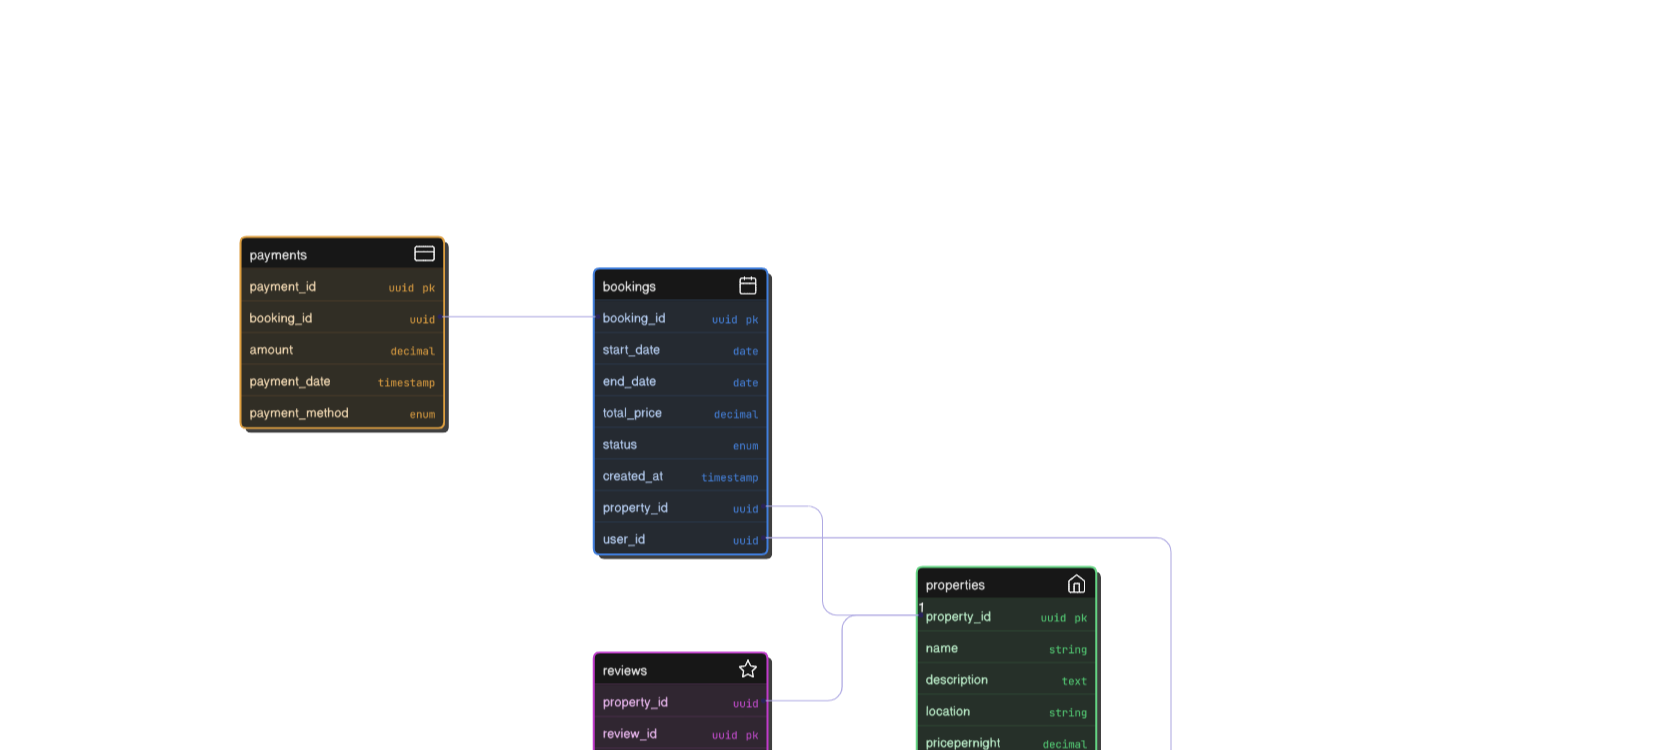 payments
payment_id uuid pk
booking_id uuid
amount decimal
payment_date timestamp
payment_method enum
bookings
booking_id uuid pk
start_date date
end_date date
total_price decimal
status enum
created_at timestamp
property_id uuid
user_id uuid
properties
1
property_id uuid pk
name string
description text
location string
pricepernight decimal
reviews
property_id uuid
review_id uuid pk